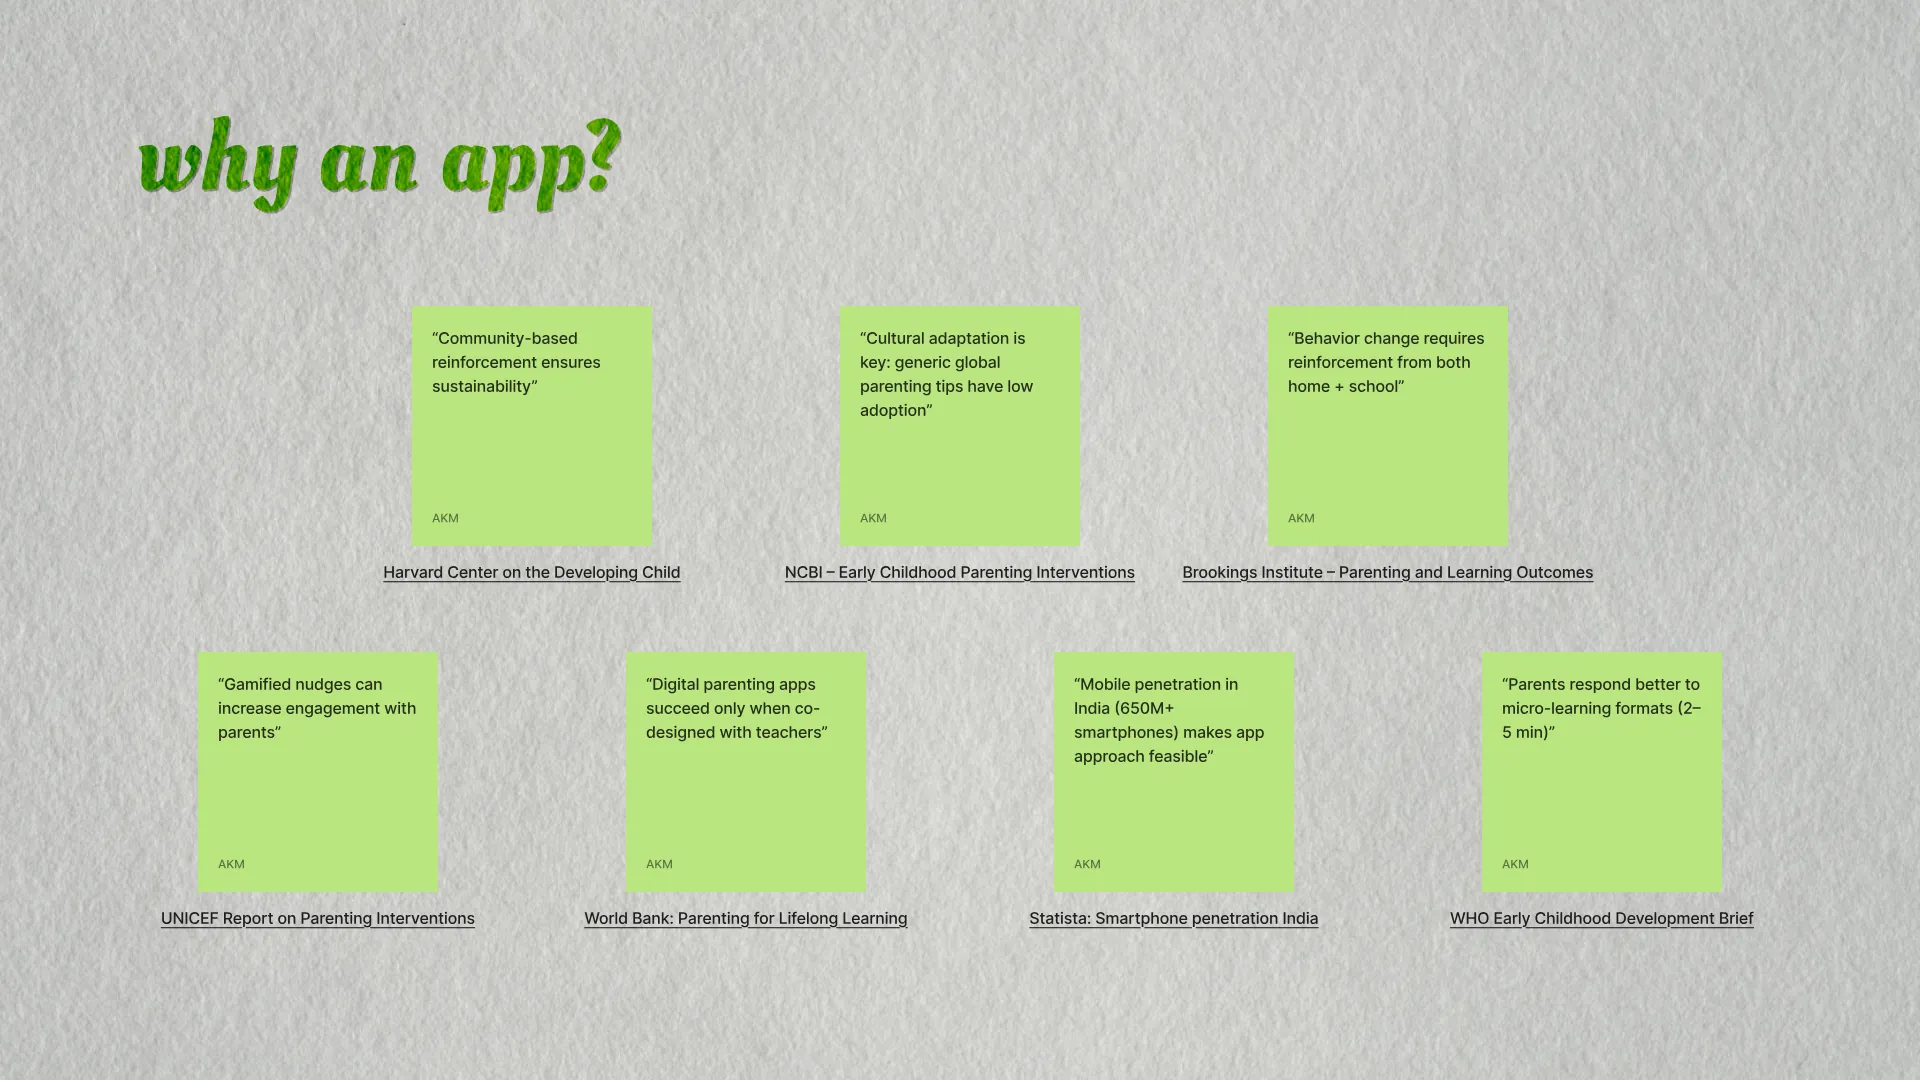 why an app?
“Community-based
reinforcement ensures
sustainability”
AKM
Harvard Center on the Developing Child
“Cultural adaptation is
key: generic global
parenting tips have low
adoption”
AKM
NCBI – Early Childhood Parenting Interventions
“Behavior change requires
reinforcement from both
home + school”
AKM
Brookings Institute – Parenting and Learning Outcomes
“Gamified nudges can
increase engagement with
parents”
AKM
UNICEF Report on Parenting Interventions
“Digital parenting apps
succeed only when co-
designed with teachers”
AKM
World Bank: Parenting for Lifelong Learning
“Mobile penetration in
India (650M+
smartphones) makes app
approach feasible”
AKM
Statista: Smartphone penetration India
“Parents respond better to
micro-learning formats (2–
5 min)”
AKM
WHO Early Childhood Development Brief